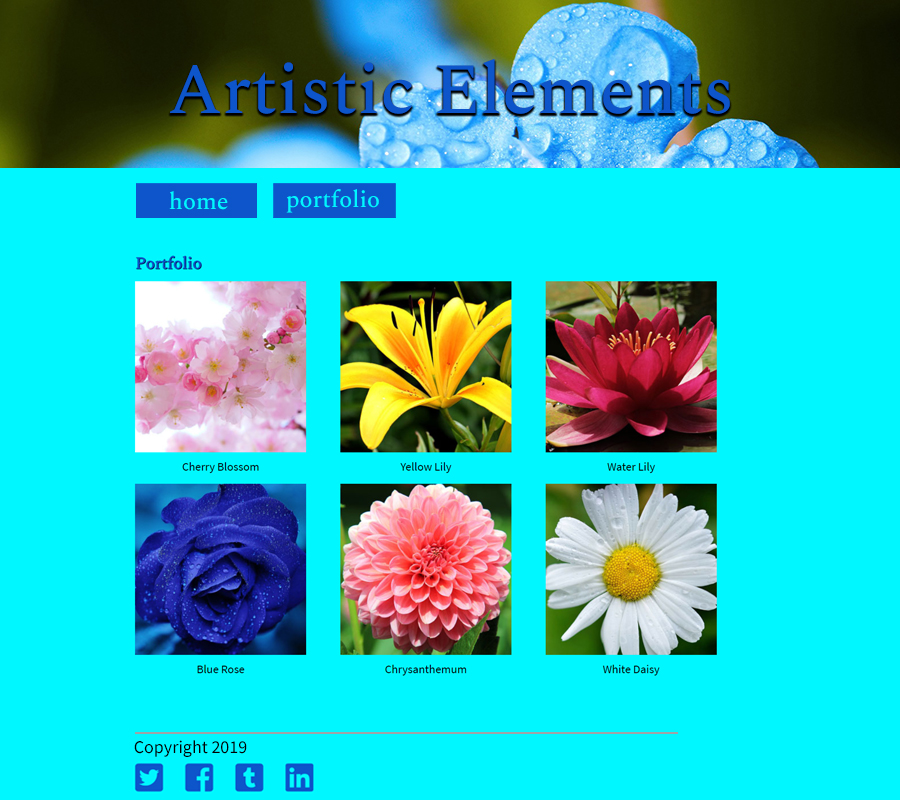 Artistic Elements
home
portfolio
Portfolio
Cherry Blossom
Yellow Lily
Water Lily
Blue Rose
Chrysanthemum
White Daisy
Copyright 2019